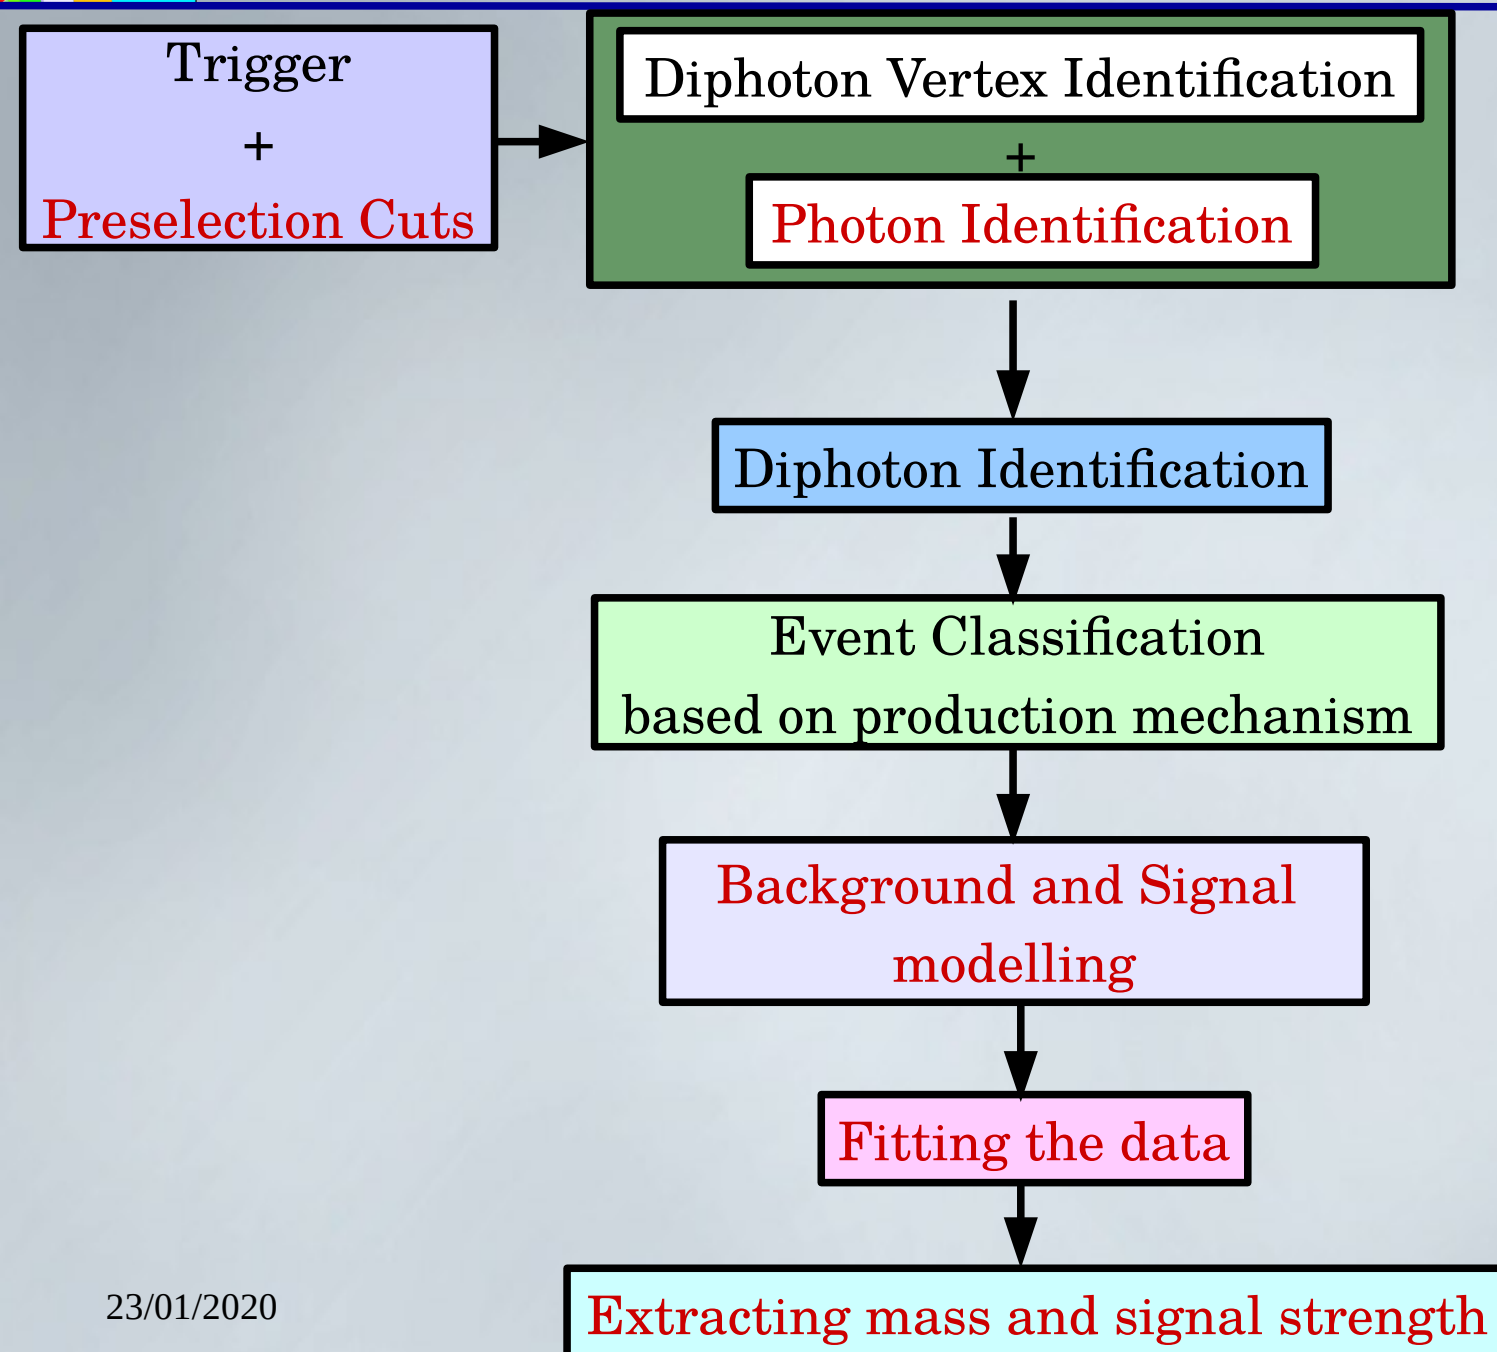 Trigger
+
Preselection Cuts
Diphoton Vertex Identification
+
Photon Identification
Diphoton Identification
Event Classification
based on production mechanism
Background and Signal
modelling
Fitting the data
Extracting mass and signal strength
23/01/2020